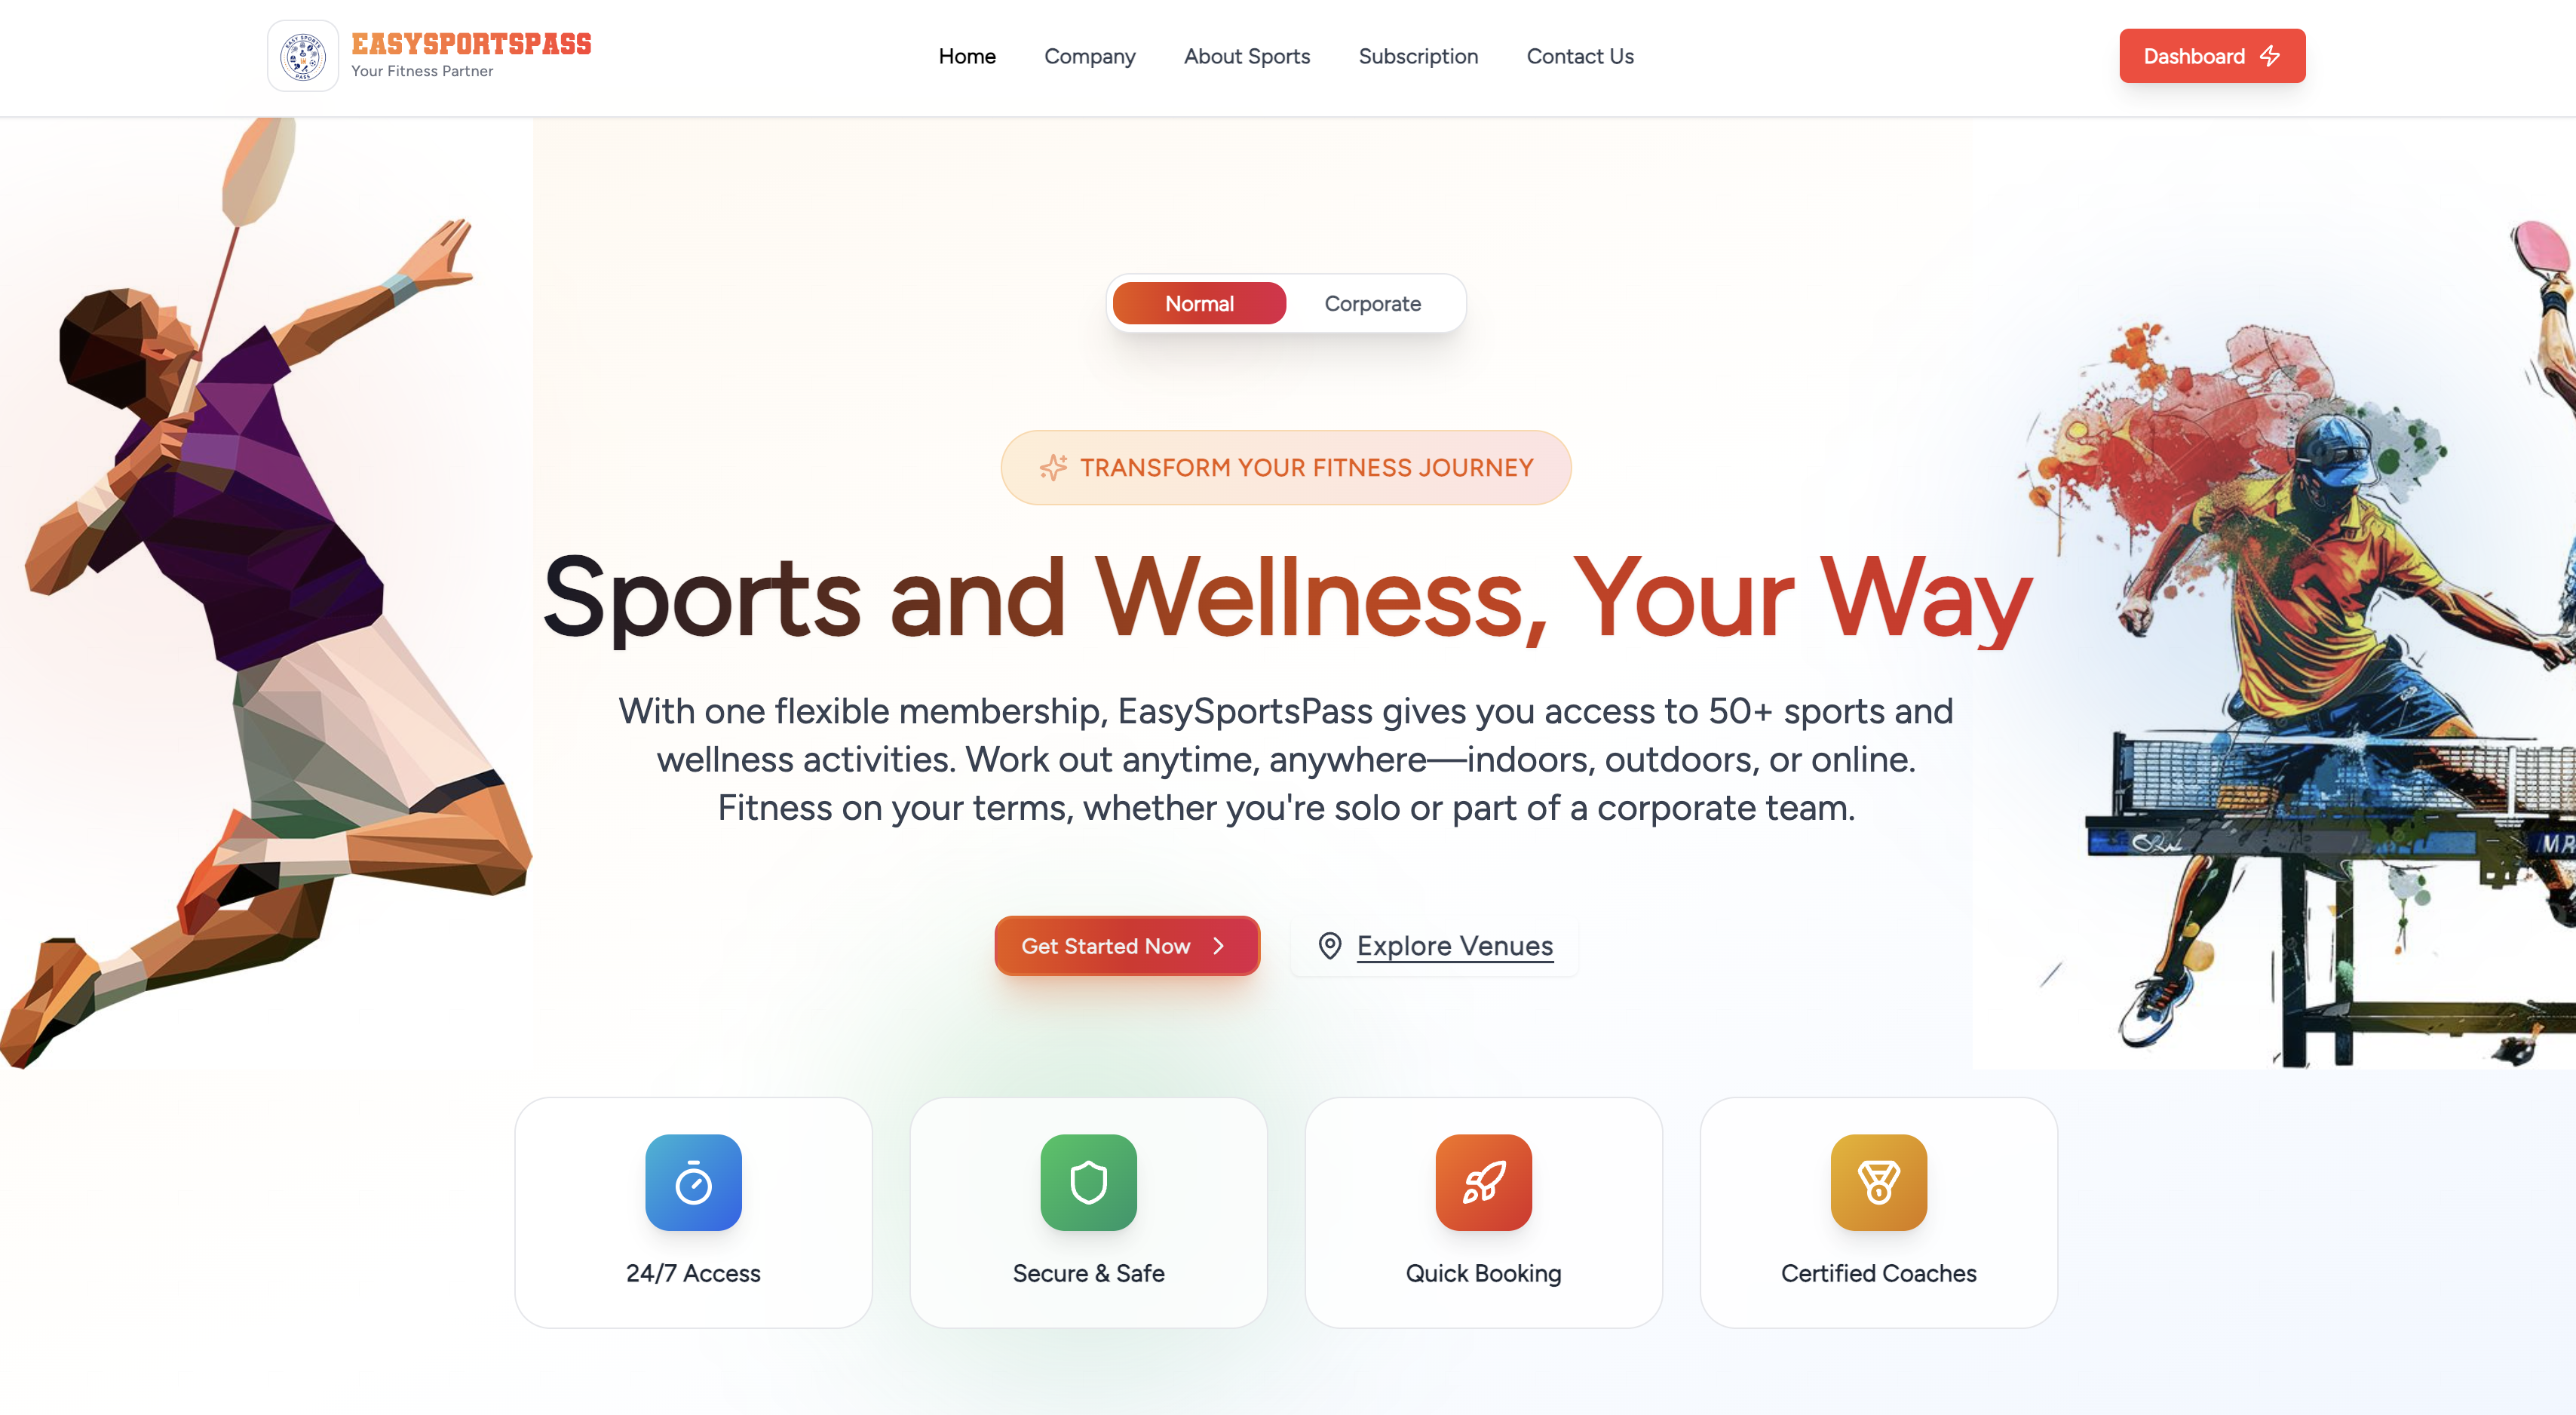 EASY SPORTS
PASS
EASYSPORTSPASS
Your Fitness Partner
Home
Company
About Sports
Subscription
Contact Us
Dashboard
Normal
Corporate
TRANSFORM YOUR FITNESS JOURNEY
Sports and Wellness, Your Way
With one flexible membership, EasySportsPass gives you access to 50+ sports and
wellness activities. Work out anytime, anywhere—indoors, outdoors, or online.
Fitness on your terms, whether you're solo or part of a corporate team.
Get Started Now
Explore Venues
24/7 Access
Secure & Safe
Quick Booking
Certified Coaches